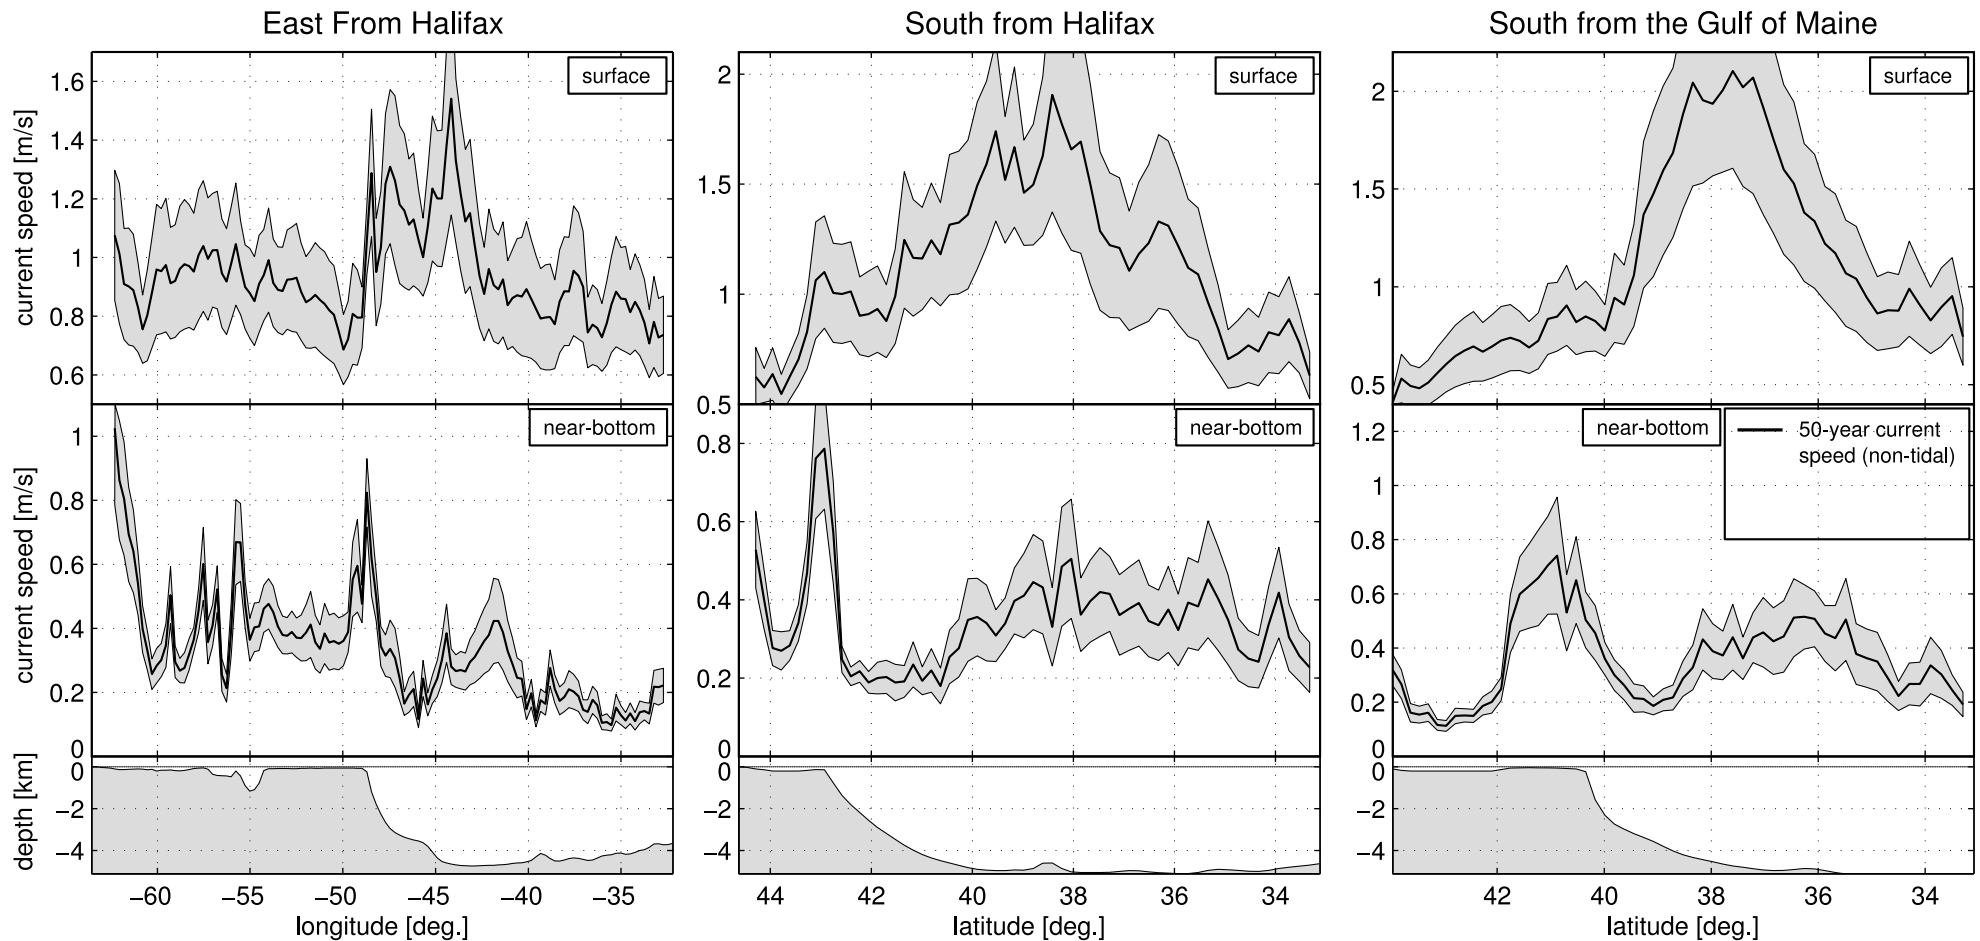 East From Halifax
South from Halifax
South from the Gulf of Maine
current speed [m/s]
1.6
1.4
1.2
1
0.8
0.6
surface
2
1.5
1
0.5
surface
2
1.5
1
0.5
surface
current speed [m/s]
1
0.8
0.6
0.4
0.2
0
near-bottom
0.8
0.6
0.4
0.2
0
near-bottom
1.2
1
0.8
0.6
0.4
0.2
0
near-bottom
50-year current
speed (non-tidal)
depth [km]
0
−2
−4
0
−2
−4
0
−2
−4
−60 −55 −50 −45 −40 −35
longitude [deg.]
44 42 40 38 36 34
latitude [deg.]
42 40 38 36 34
latitude [deg.]